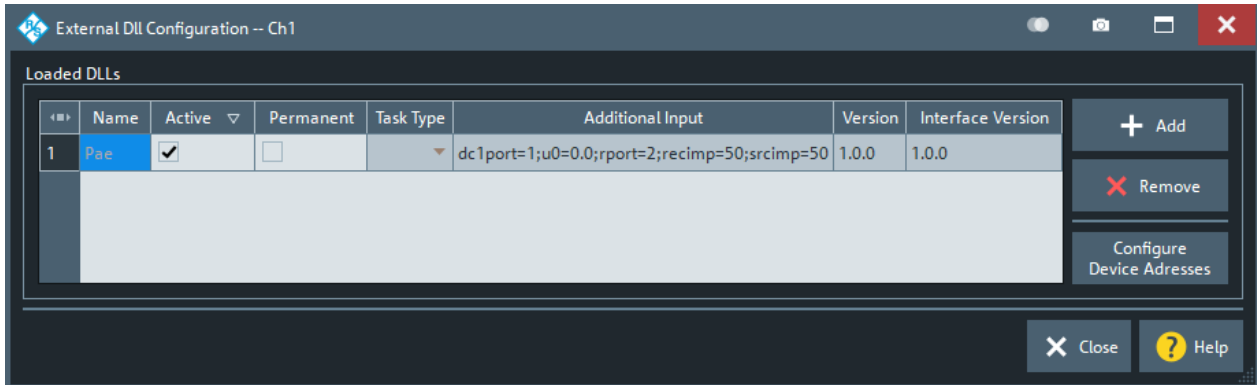 R&S External Dll Configuration -- Ch1
Loaded DLLs
Name Active Permanent Task Type Additional Input Version Interface Version
1 Pae dc1port=1;u0=0.0;rport=2;recimp=50;srcimp=50 1.0.0 1.0.0
Add
Remove
Configure
Device Adresses
Close ? Help